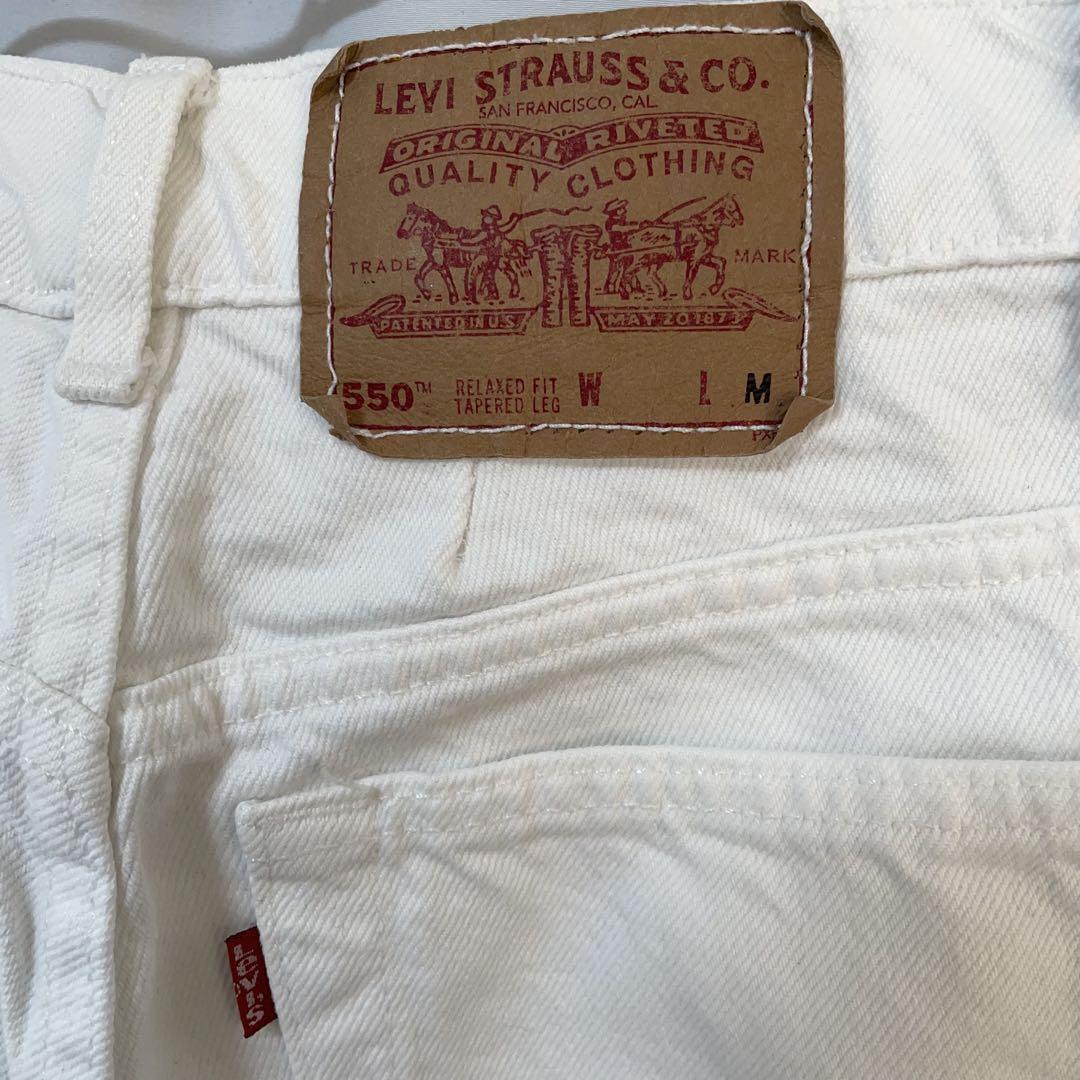 LEVI STRAUSS & CO.
SAN FRANCISCO, CAL.
ORIGINAL RIVETED
QUALITY CLOTHING
TRADE MARK
PATENTED IN U.S. MAY 20 1873
550™ RELAXED FIT W L M
TAPERED LEG
LEVI'S